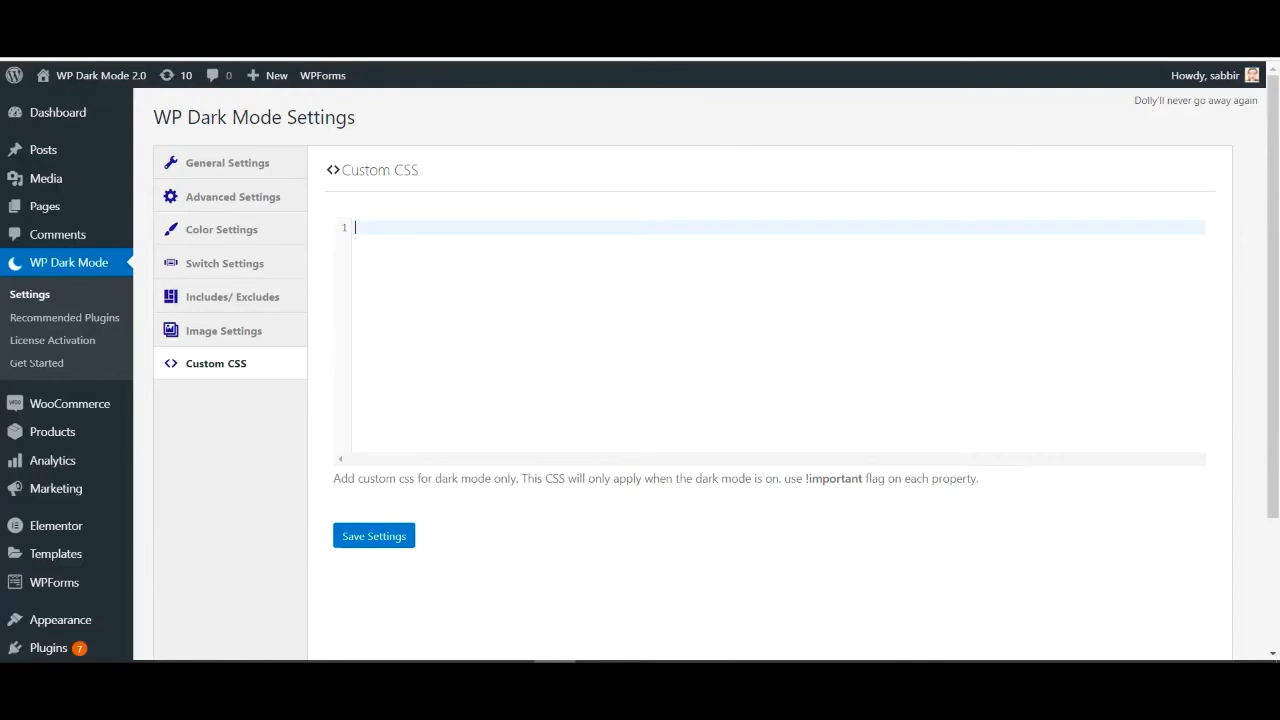 WP Dark Mode 2.0 10 0 New WPForms Howdy, sabbir
Dolly'll never go away again
Dashboard
Posts
Media
Pages
Comments
WP Dark Mode
Settings
Recommended Plugins
License Activation
Get Started
WooCommerce
Products
Analytics
Marketing
Elementor
Templates
WPForms
Appearance
Plugins 7
WP Dark Mode Settings
General Settings
Advanced Settings
Color Settings
Switch Settings
Includes/ Excludes
Image Settings
Custom CSS
Custom CSS
1
Add custom css for dark mode only. This CSS will only apply when the dark mode is on. use !important flag on each property.
Save Settings